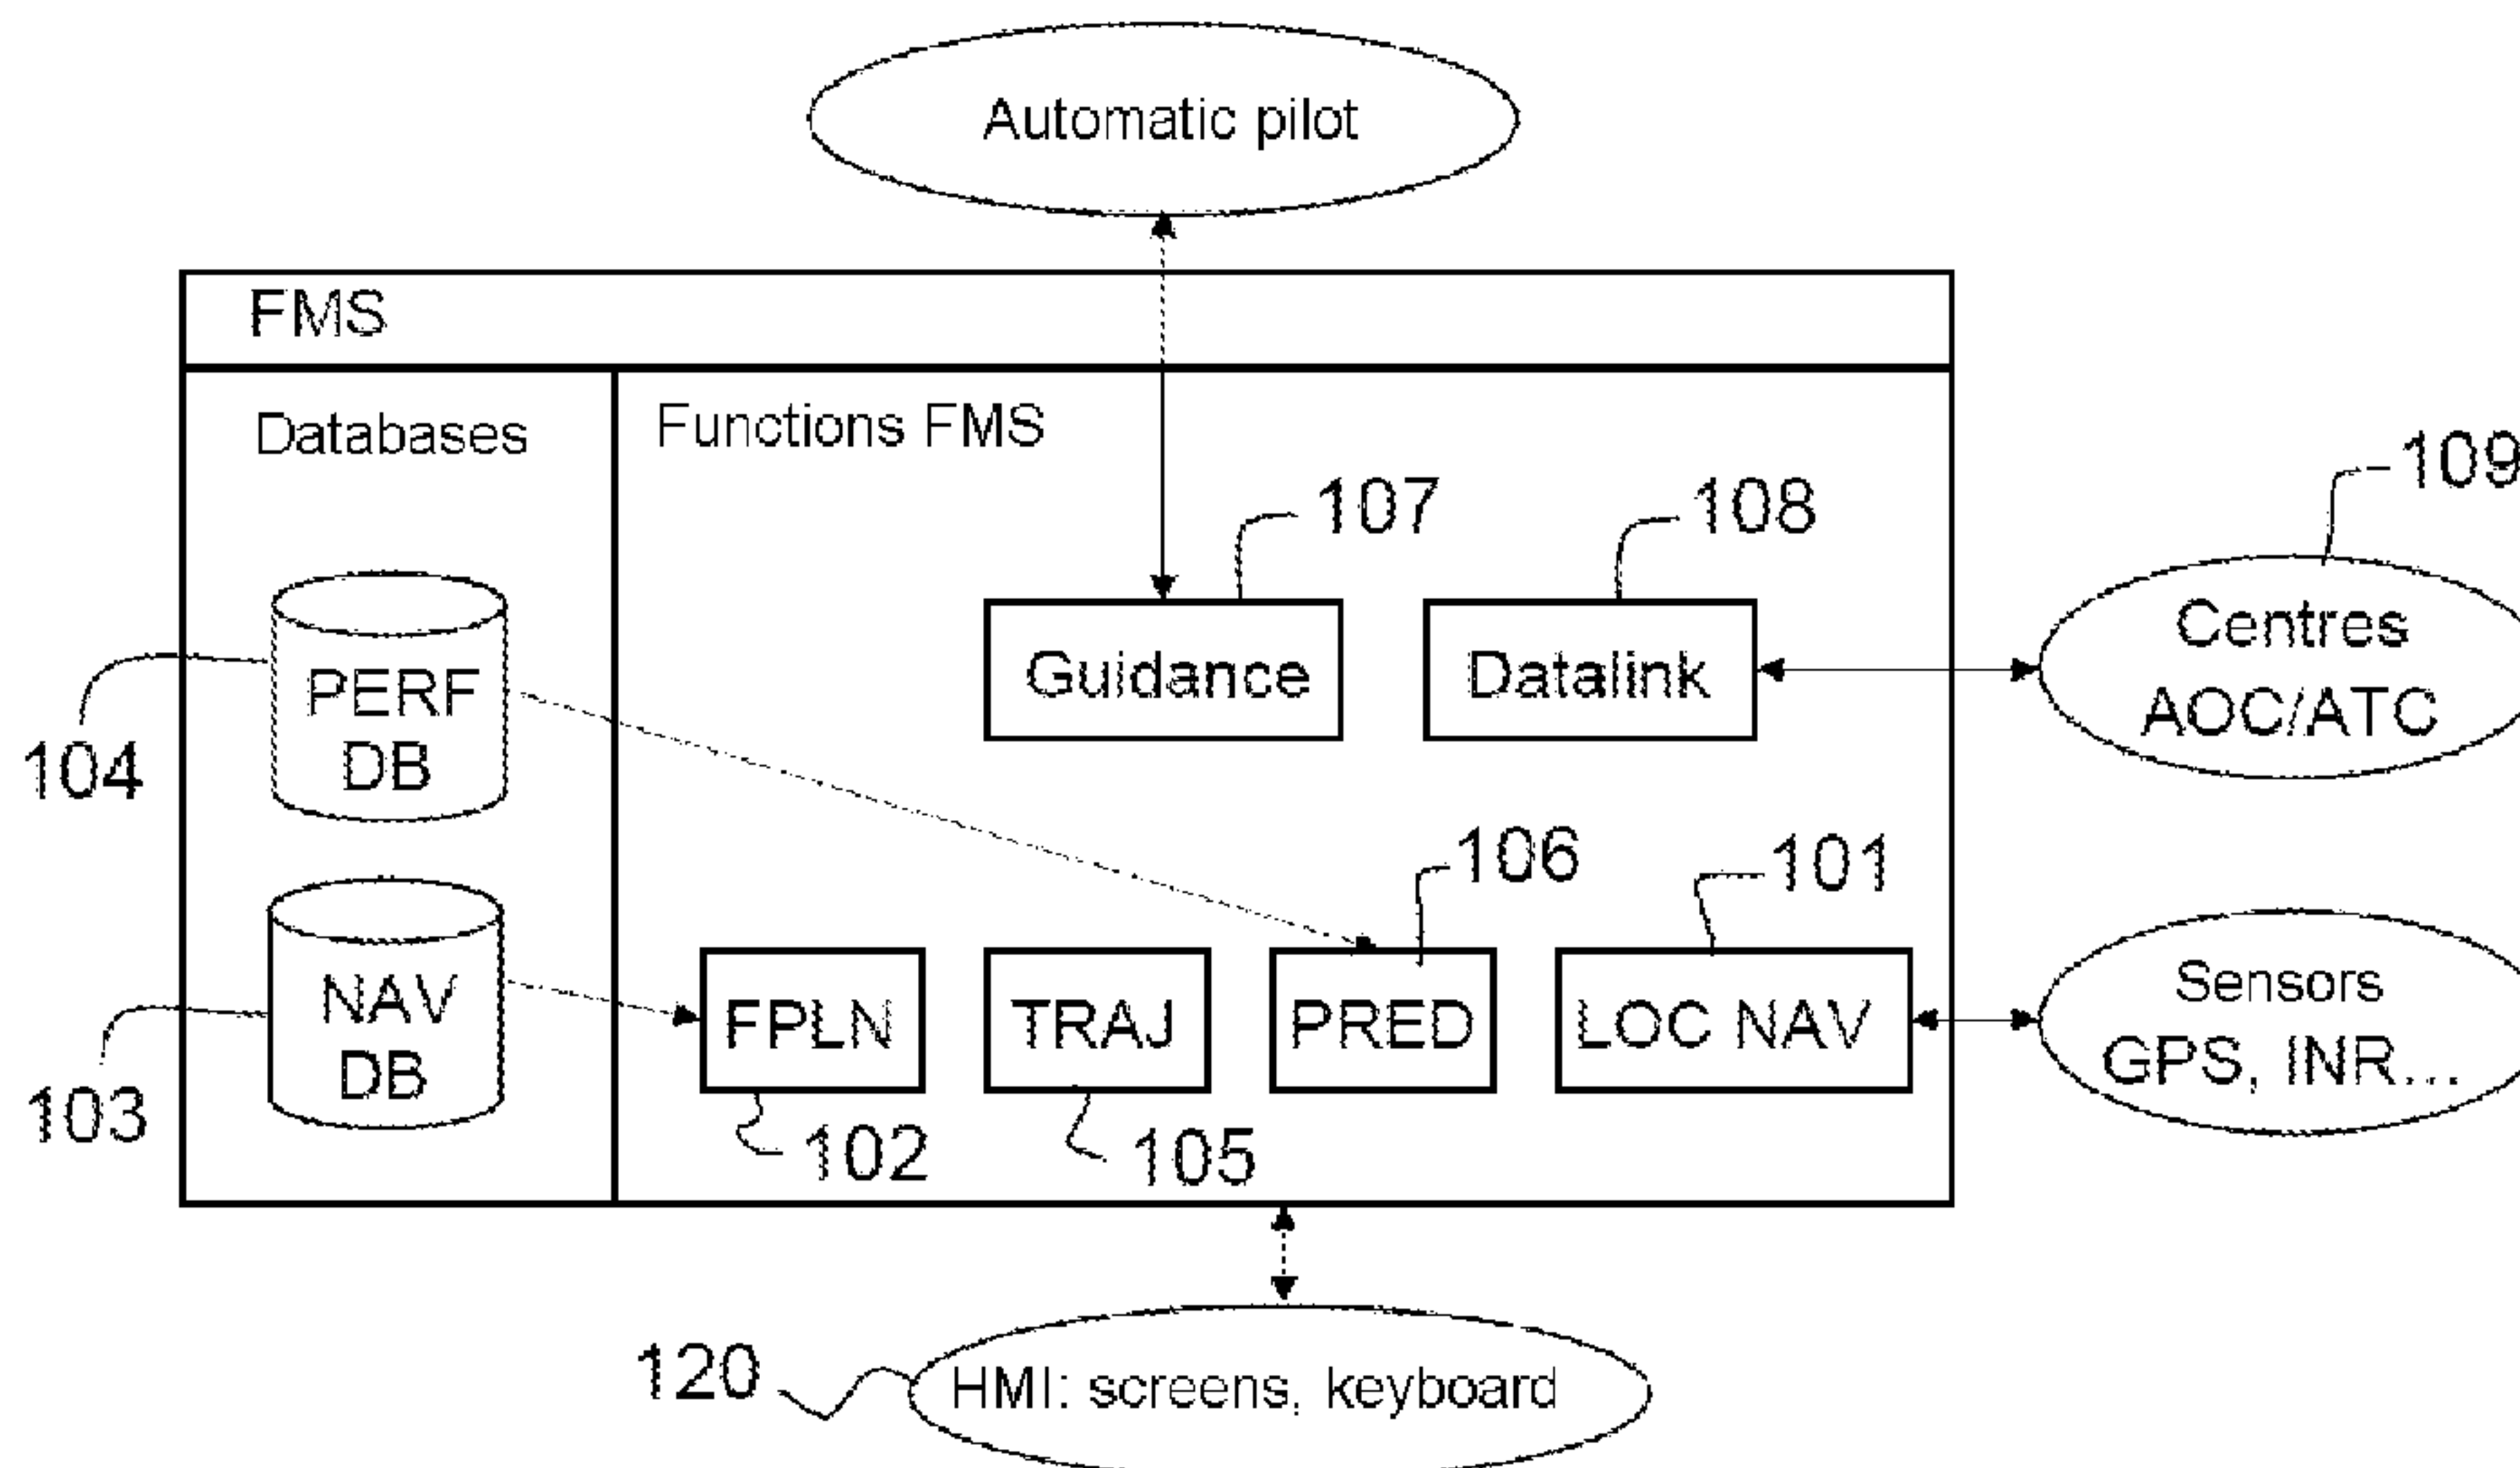 Automatic pilot
FMS
Databases
Functions FMS
109
107
108
Centres
AOC/ATC
Guidance
Datalink
PERF
DB
104
106
101
Sensors
GPS, INR...
NAV
DB
FPLN
TRAJ
PRED
LOC NAV
103
102
105
120
HMI: screens, keyboard